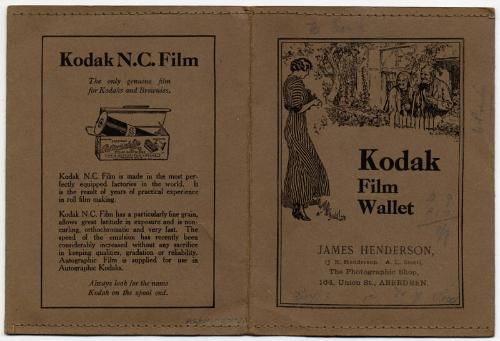 Kodak N.C. Film
The only genuine film
for Kodaks and Brownies.
Kodak N.C. Film is made in the most per-
fectly equipped factories in the world. It
is the result of years of practical experience
in roll film making.
Kodak N.C. Film has a particularly fine grain,
allows great latitude in exposure and is non-
curling, orthochromatic and very fast. The
speed of the emulsion has recently been
considerably increased without any sacrifice
in keeping qualities, gradation or reliability.
Autographic Film is supplied for use in
Autographic Kodaks.
Always look for the name
Kodak on the spool end.
Kodak
Film
Wallet
JAMES HENDERSON,
The Photographic Shop,
164, Union St., ABERDEEN.